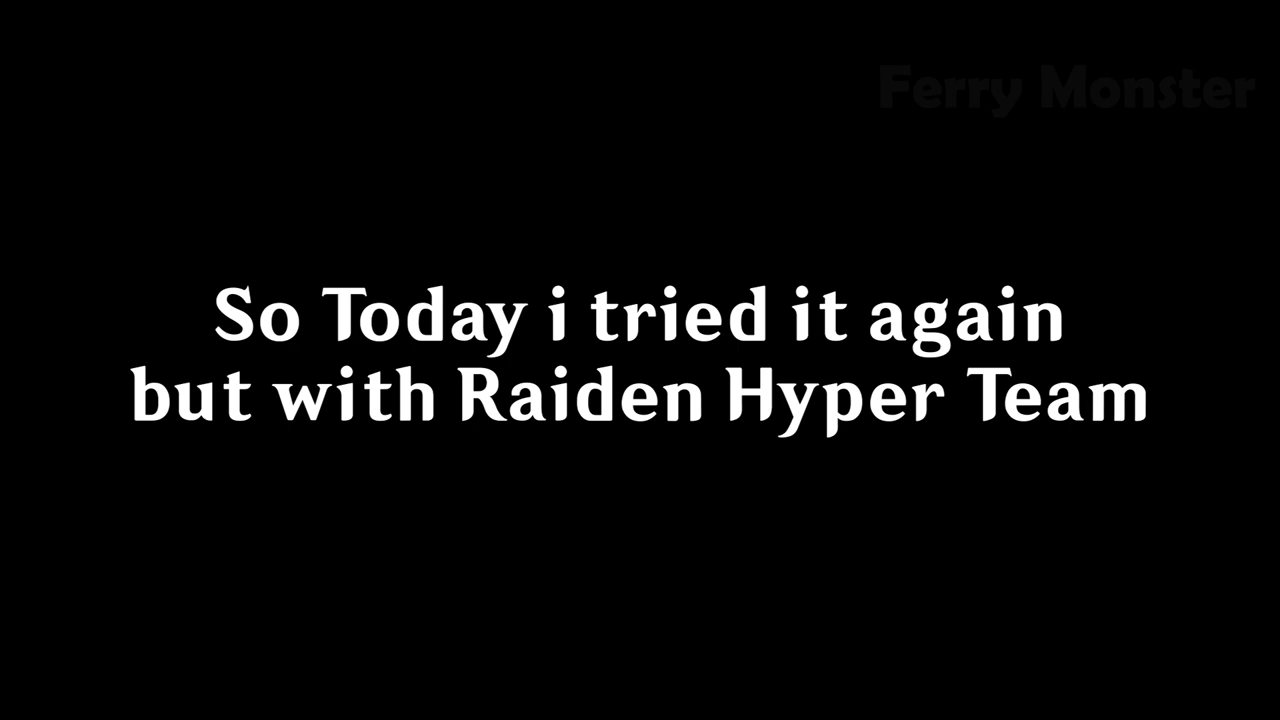 Ferry Monster
So Today i tried it again
but with Raiden Hyper Team